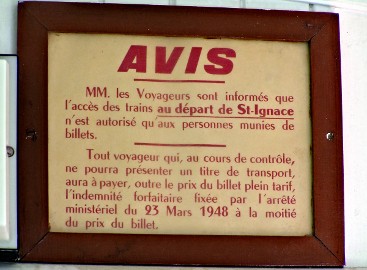 AVIS
MM. les Voyageurs sont informés que
l'accès des trains au départ de St-Ignace
n'est autorisé qu'aux personnes munies de
billets.
Tout voyageur qui, au cours de contrôle,
ne pourra présenter un titre de transport,
aura à payer, outre le prix du billet plein tarif,
l'indemnité forfaitaire fixée par l'arrêté
ministériel du 23 Mars 1948 à la moitié
du prix du billet.